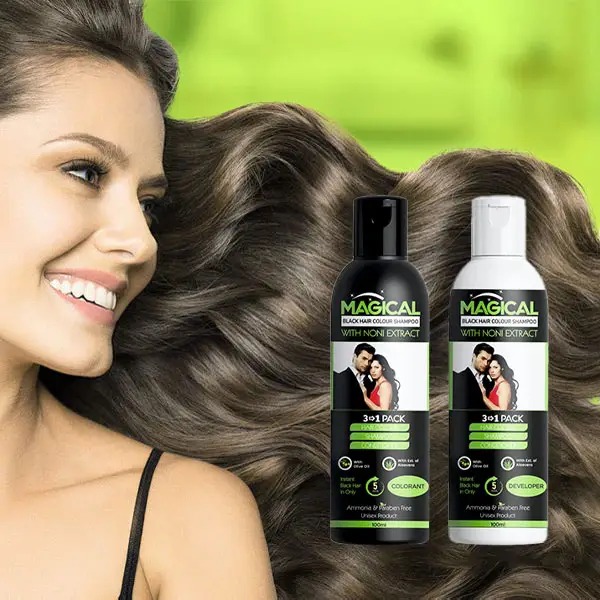 MAGICAL
BLACK HAIR COLOUR SHAMPOO
WITH NONI EXTRACT
3⇨1 PACK
SHAMPOO
With
Olive Oil
With Ext. of
Aloevera
Instant
Black Hair
in Only
5
COLORANT
Ammonia & Paraben Free
Unisex Product
100ml
MAGICAL
BLACK HAIR COLOUR SHAMPOO
WITH NONI EXTRACT
3⇨1 PACK
SHAMPOO
With
Olive Oil
With Ext. of
Aloevera
Instant
Black Hair
in Only
5
DEVELOPER
Ammonia & Paraben Free
Unisex Product
100ml